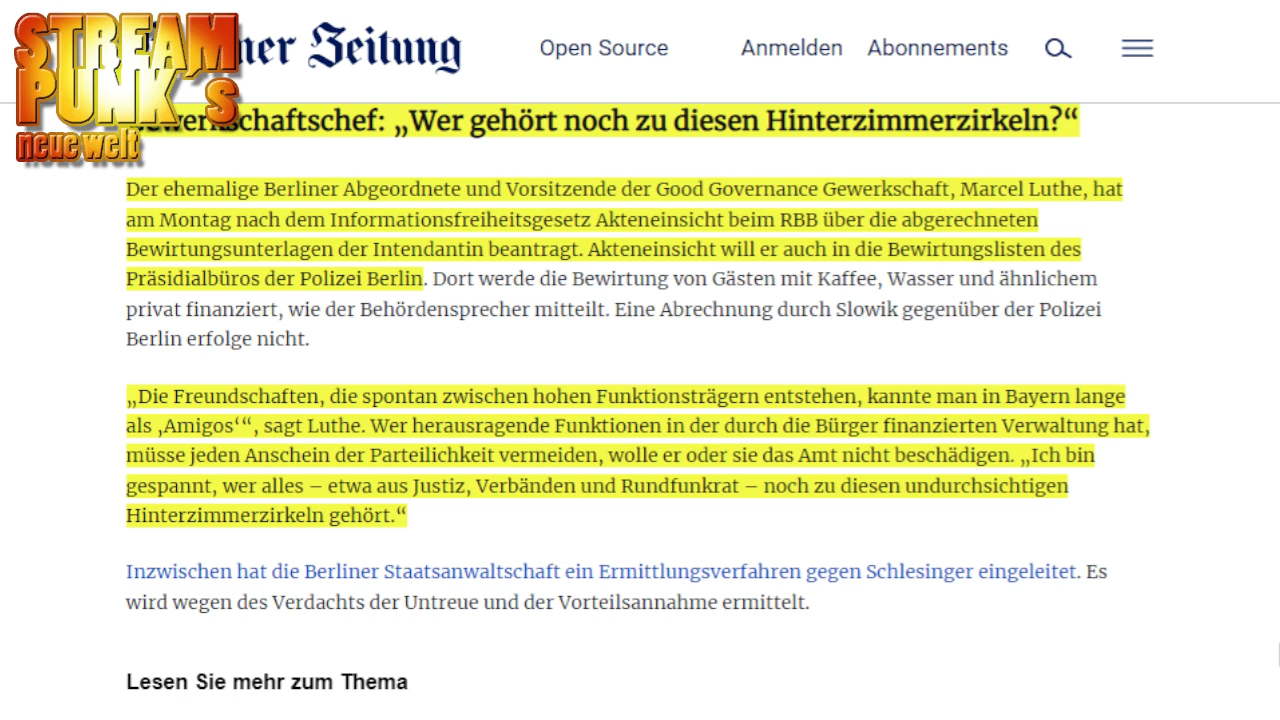 STREAM
PUNK´s
neue welt
ner Zeitung
Open Source
Anmelden
Abonnements
„Wer gehört noch zu diesen Hinterzimmerzirkeln?“
Der ehemalige Berliner Abgeordnete und Vorsitzende der Good Governance Gewerkschaft, Marcel Luthe, hat
am Montag nach dem Informationsfreiheitsgesetz Akteneinsicht beim RBB über die abgerechneten
Bewirtungsunterlagen der Intendantin beantragt. Akteneinsicht will er auch in die Bewirtungslisten des
Präsidialbüros der Polizei Berlin. Dort werde die Bewirtung von Gästen mit Kaffee, Wasser und ähnlichem
privat finanziert, wie der Behördensprecher mitteilt. Eine Abrechnung durch Slowik gegenüber der Polizei
Berlin erfolge nicht.
„Die Freundschaften, die spontan zwischen hohen Funktionsträgern entstehen, kannte man in Bayern lange
als ‚Amigos‘“, sagt Luthe. Wer herausragende Funktionen in der durch die Bürger finanzierten Verwaltung hat,
müsse jeden Anschein der Parteilichkeit vermeiden, wolle er oder sie das Amt nicht beschädigen. „Ich bin
gespannt, wer alles – etwa aus Justiz, Verbänden und Rundfunkrat – noch zu diesen undurchsichtigen
Hinterzimmerzirkeln gehört.“
Inzwischen hat die Berliner Staatsanwaltschaft ein Ermittlungsverfahren gegen Schlesinger eingeleitet. Es
wird wegen des Verdachts der Untreue und der Vorteilsannahme ermittelt.
Lesen Sie mehr zum Thema